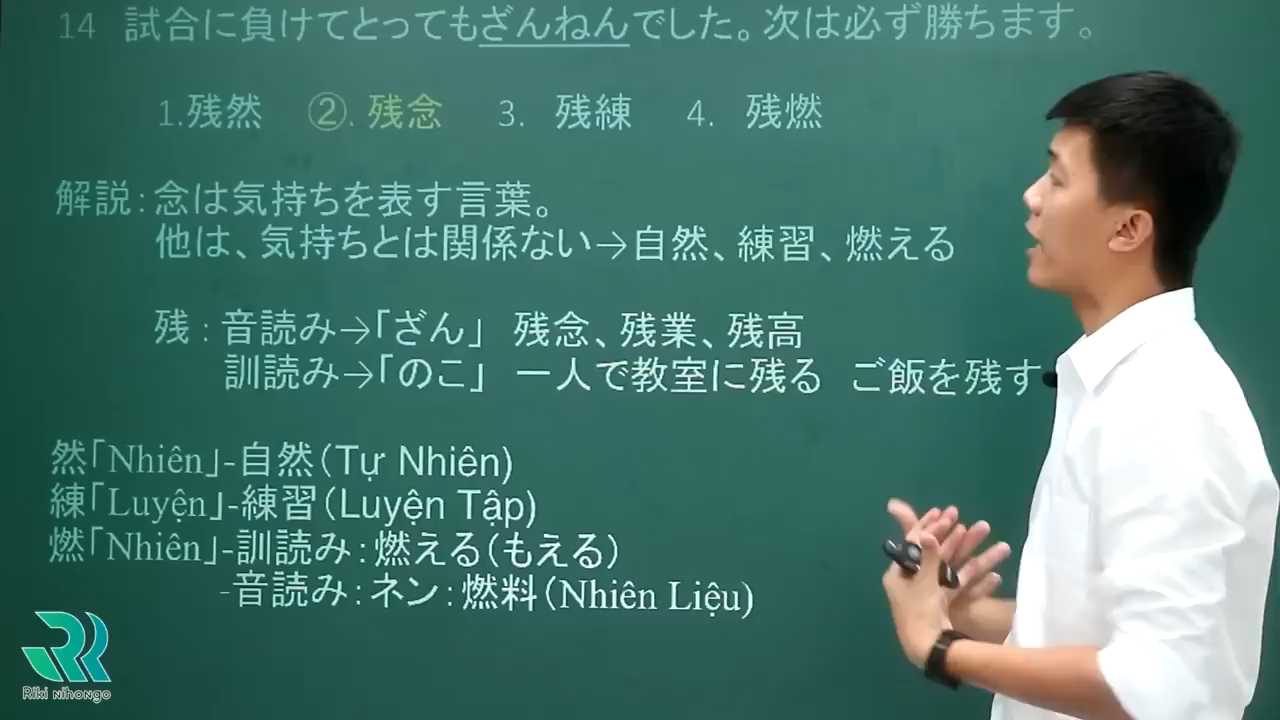 14 試合に負けてとってもざんねんでした。次は必ず勝ちます。
1.残然 ②. 残念 3. 残練 4. 残燃
解説:念は気持ちを表す言葉。
他は、気持ちとは関係ない→自然、練習、燃える
残 : 音読み→「ざん」 残念、残業、残高
訓読み→「のこ」 一人で教室に残る ご飯を残す
然「Nhiên」-自然(Tự Nhiên)
練「Luyện」-練習(Luyện Tập)
燃「Nhiên」-訓読み:燃える(もえる)
-音読み:ネン:燃料(Nhiên Liệu)
Riki nihongo